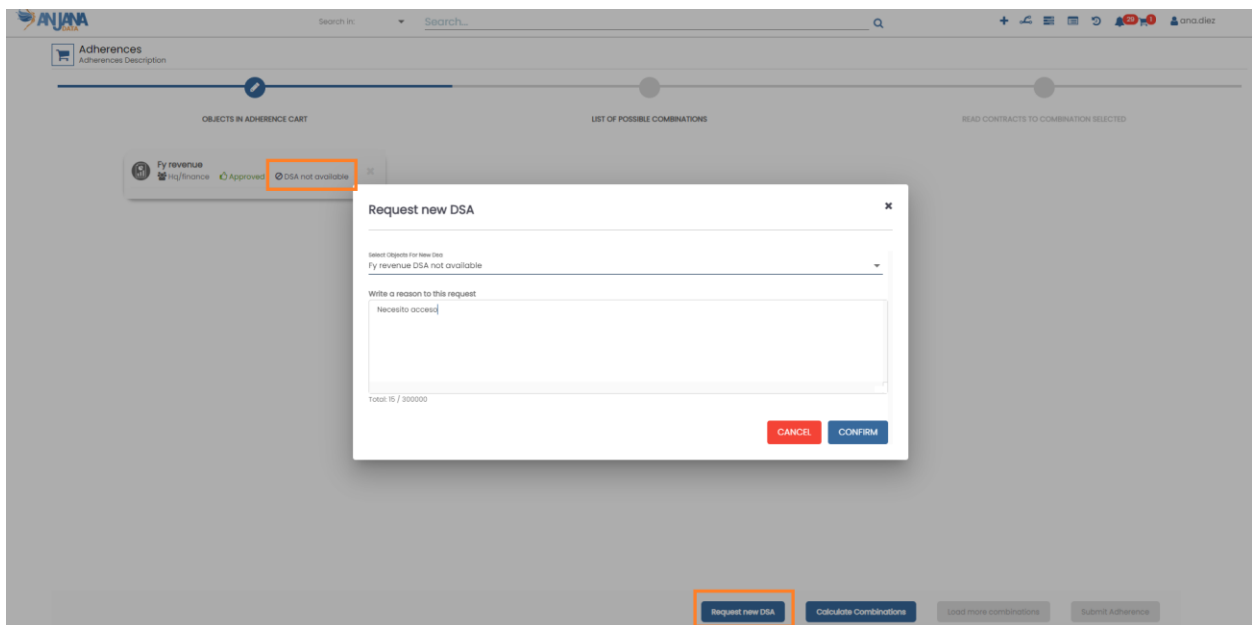 ANJANA
DATA
Search in:
Search...
29
1
ana.diez
Adherences
Adherences Description
OBJECTS IN ADHERENCE CART
LIST OF POSSIBLE COMBINATIONS
READ CONTRACTS TO COMBINATION SELECTED
Fy revenue
Hq/finance Approved DSA not available
Request new DSA
Select Objects For New Dsa
Fy revenue DSA not available
Write a reason to this request
Necesito acceso
Total: 15 / 300000
CANCEL CONFIRM
Request new DSA Calculate Combinations Load more combinations Submit Adherence